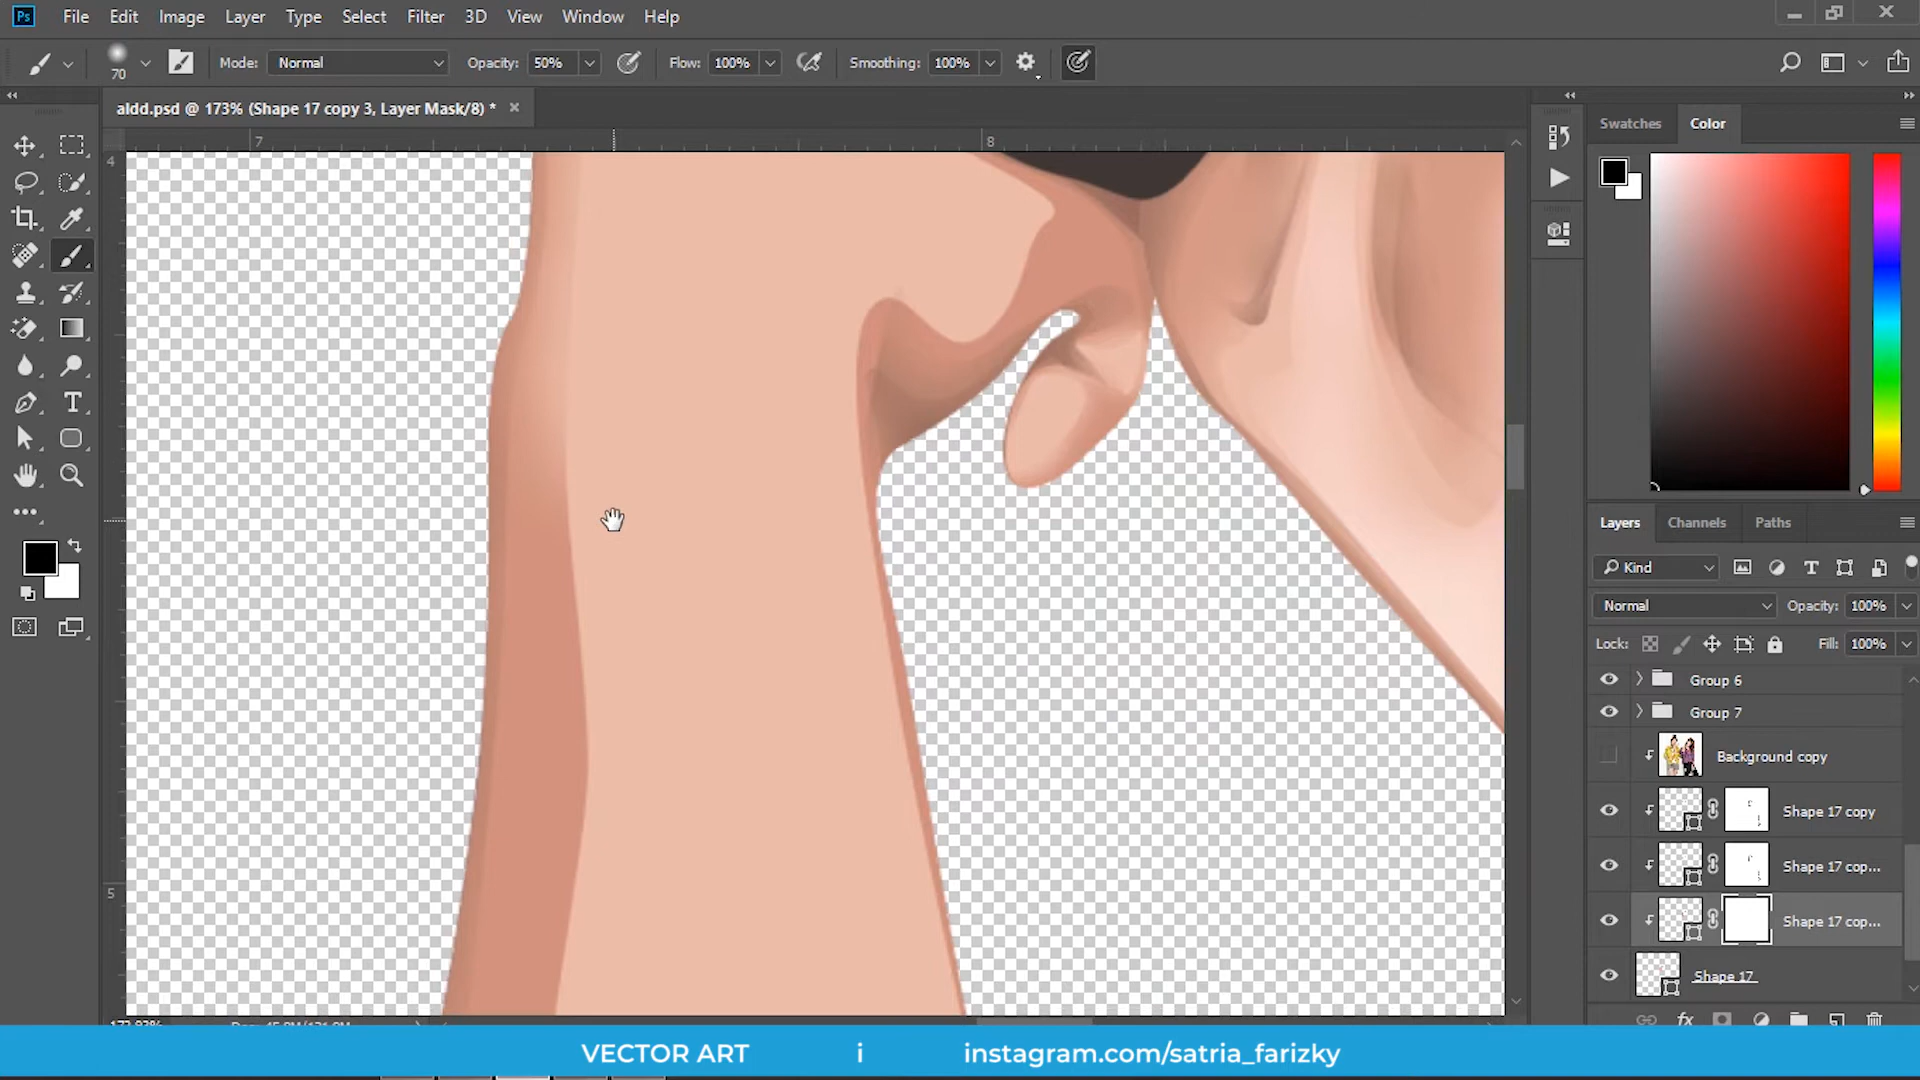 Ps File Edit Image Layer Type Select Filter 3D View Window Help
70 Mode: Normal Opacity: 50% Flow: 100% Smoothing: 100%
aldd.psd @ 173% (Shape 17 copy 3, Layer Mask/8) *
7 8
4
5
Swatches Color
Layers Channels Paths
Kind
Normal Opacity: 100%
Lock: Fill: 100%
Group 6
Group 7
Background copy
Shape 17 copy
Shape 17 cop...
Shape 17 cop...
Shape 17
fx
VECTOR ART i instagram.com/satria_farizky